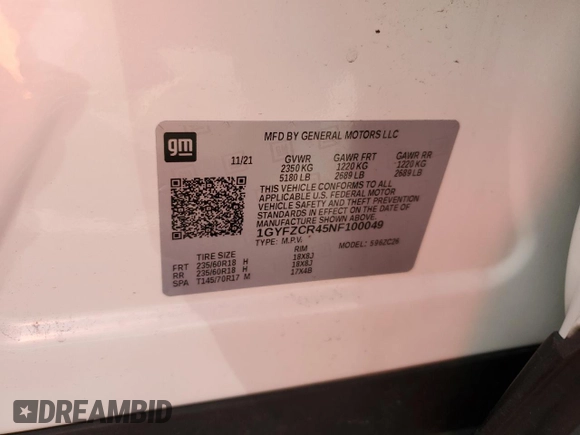 gm
MFD BY GENERAL MOTORS LLC
11/21 GVWR GAWR FRT GAWR RR
2350 KG 1220 KG 1220 KG
5180 LB 2689 LB 2689 LB
THIS VEHICLE CONFORMS TO ALL
APPLICABLE U.S. FEDERAL MOTOR
VEHICLE SAFETY AND THEFT
PREVENTION STANDARDS IN
EFFECT ON THE DATE OF
MANUFACTURE SHOWN ABOVE.
1GYFZCR45NF100049
TYPE: M.P.V. MODEL:
TIRE SIZE RIM
FRT 235/60R18 H 18X8J
RR 235/60R18 H 18X8J
SPA T145/70R17 M 17X4B
DREAMBID